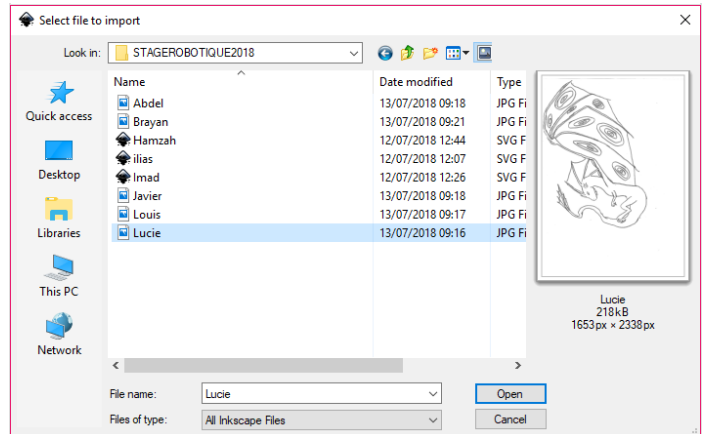 Select file to import
Look in: STAGEROBOTIQUE2018
Name Date modified Type
Abdel 13/07/2018 09:18 JPG Fi
Brayan 13/07/2018 09:21 JPG Fi
Hamzah 12/07/2018 12:44 SVG F
ilias 12/07/2018 12:07 SVG F
Imad 12/07/2018 12:26 SVG F
Javier 13/07/2018 09:18 JPG Fi
Louis 13/07/2018 09:17 JPG Fi
Lucie 13/07/2018 09:16 JPG Fi
Quick access
Desktop
Libraries
This PC
Network
Lucie
218kB
1653px × 2338px
File name: Lucie Open
Files of type: All Inkscape Files Cancel